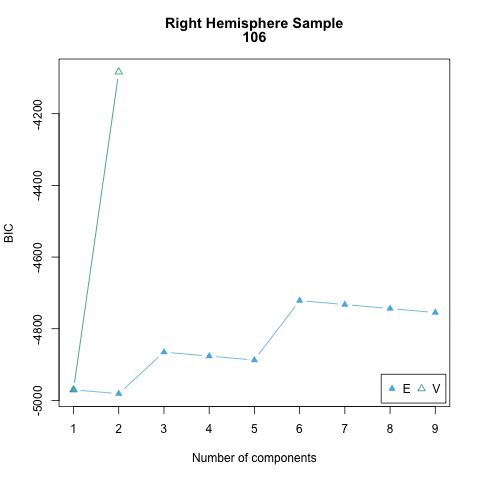 Right Hemisphere Sample
106
BIC
-4200
-4400
-4600
-4800
-5000
1 2 3 4 5 6 7 8 9
Number of components
E V